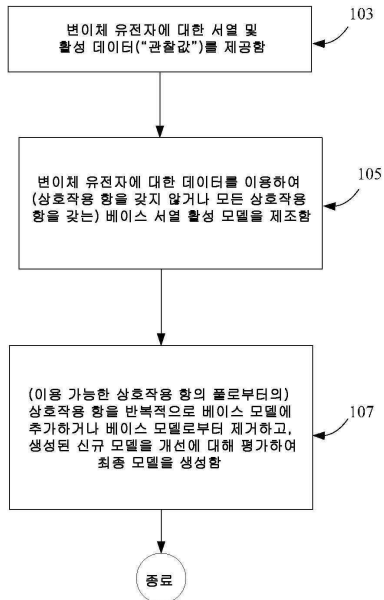 변이체 유전자에 대한 서열 및
활성 데이터("관찰값")를 제공함
103
변이체 유전자에 대한 데이터를 이용하여
(상호작용 항을 갖지 않거나 모든 상호작용
항을 갖는) 베이스 서열 활성 모델을 제조함
105
(이용 가능한 상호작용 항의 풀로부터의)
상호작용 항을 반복적으로 베이스 모델에
추가하거나 베이스 모델로부터 제거하고,
생성된 신규 모델을 개선에 대해 평가하여
최종 모델을 생성함
107
종료